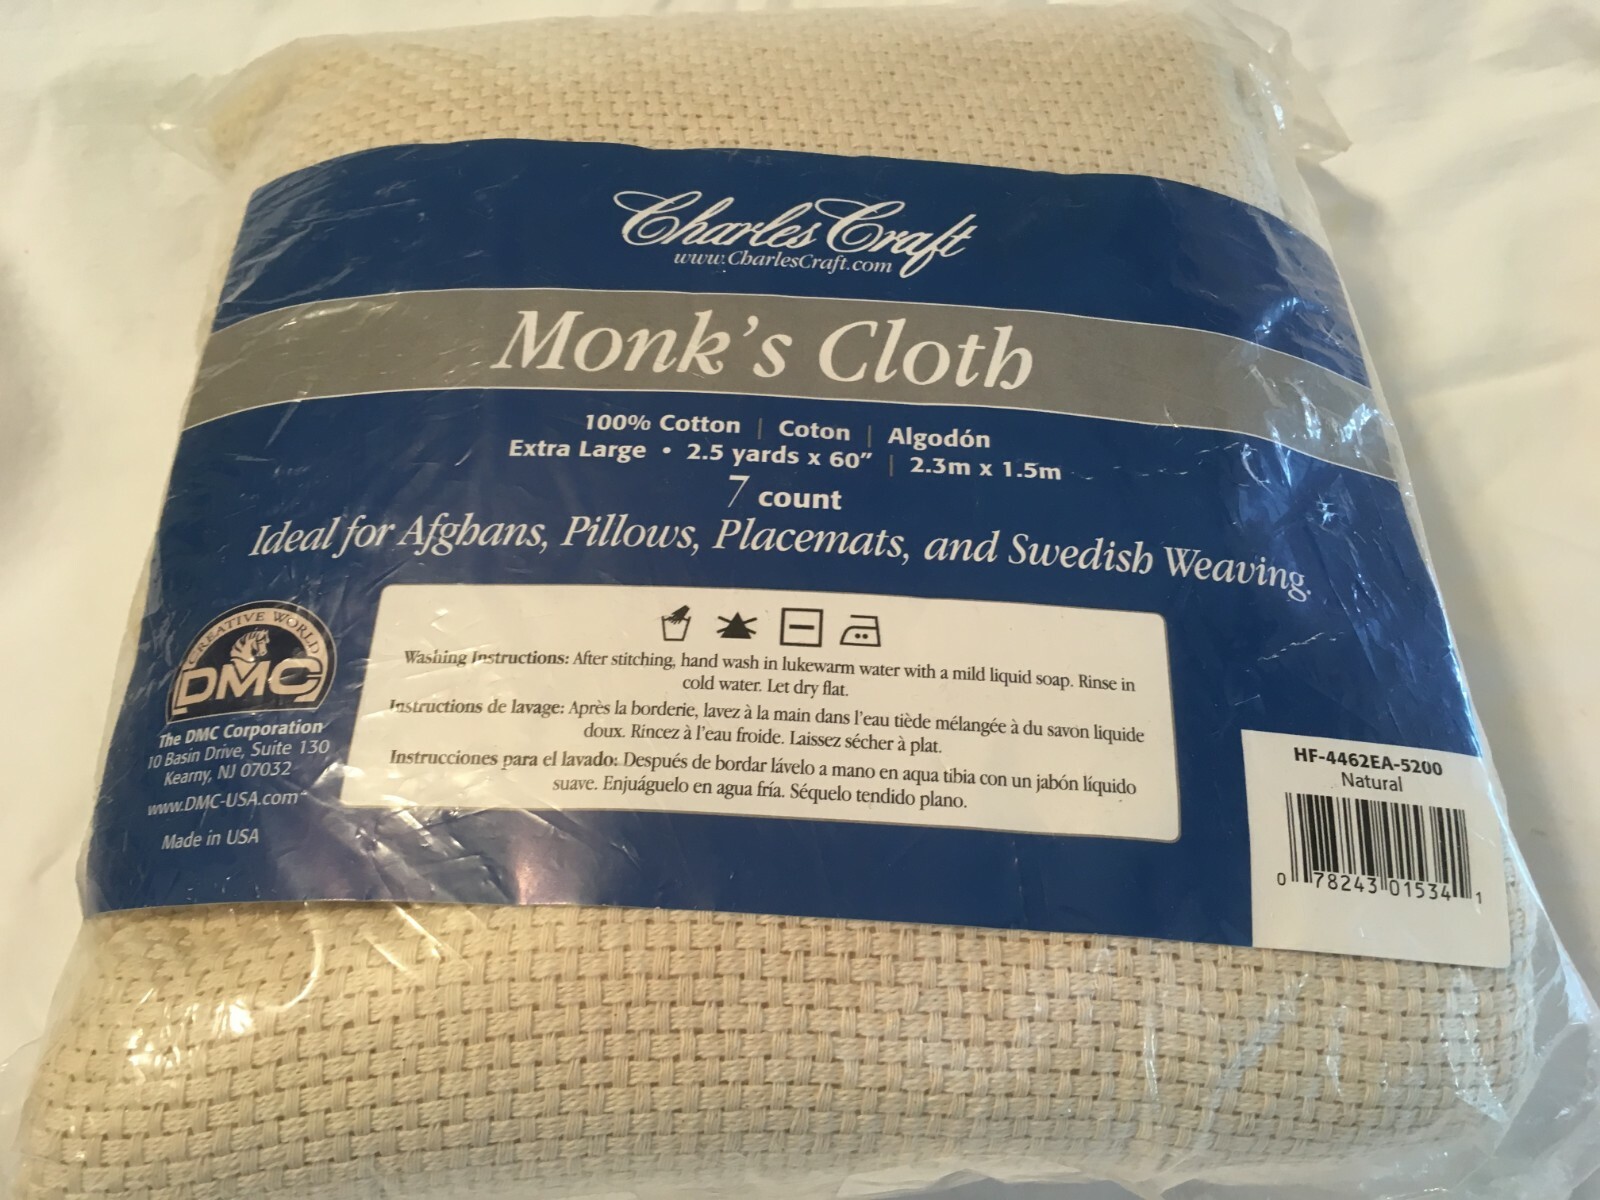 Charles Craft
www.CharlesCraft.com
Monk's Cloth
100% Cotton | Coton | Algodón
Extra Large • 2.5 yards x 60" | 2.3m x 1.5m
7 count
Ideal for Afghans, Pillows, Placemats, and Swedish Weaving.
CREATIVE WORLD
DMC
The DMC Corporation
10 Basin Drive, Suite 130
Kearny, NJ 07032
www.DMC-USA.com
Made in USA
Washing Instructions: After stitching, hand wash in lukewarm water with a mild liquid soap. Rinse in
cold water. Let dry flat.
Instructions de lavage: Après la borderie, lavez à la main dans l'eau tiède mélangée à du savon liquide
doux. Rincez à l'eau froide. Laissez sécher à plat.
Instrucciones para el lavado: Después de bordar lávelo a mano en aqua tibia con un jabón líquido
suave. Enjuáguelo en agua fría. Séquelo tendido plano.
HF-4462EA-5200
Natural
0 78243 01534 1